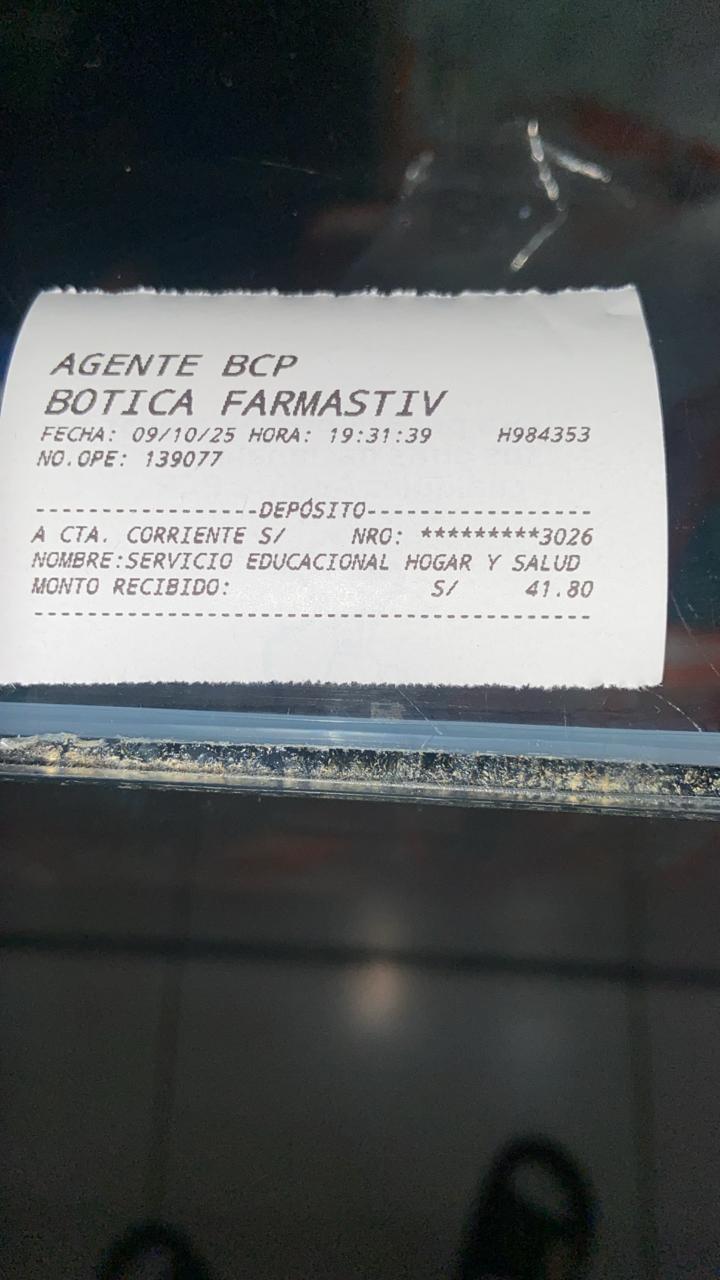 AGENTE BCP
BOTICA FARMASTIV
FECHA: 09/10/25 HORA: 19:31:39 H984353
NO.OPE: 139077
-----------------DEPÓSITO-----------------
A CTA. CORRIENTE S/ NRO: *********3026
NOMBRE:SERVICIO EDUCACIONAL HOGAR Y SALUD
MONTO RECIBIDO: S/ 41.80
------------------------------------------